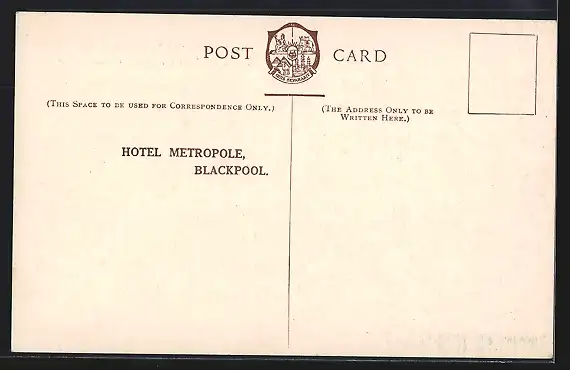 POST CARD
(THIS SPACE TO BE USED FOR CORRESPONDENCE ONLY.)
(THE ADDRESS ONLY TO BE
WRITTEN HERE.)
HOTEL METROPOLE,
BLACKPOOL.